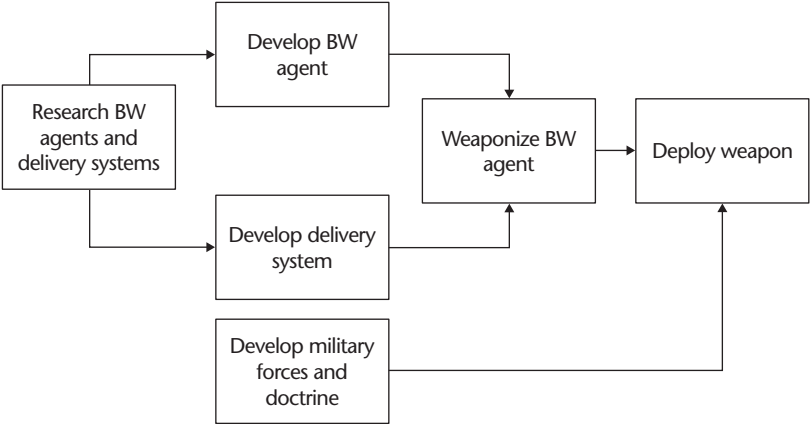 Research BW
agents and
delivery systems
Develop BW
agent
Develop delivery
system
Develop military
forces and
doctrine
Weaponize BW
agent
Deploy weapon